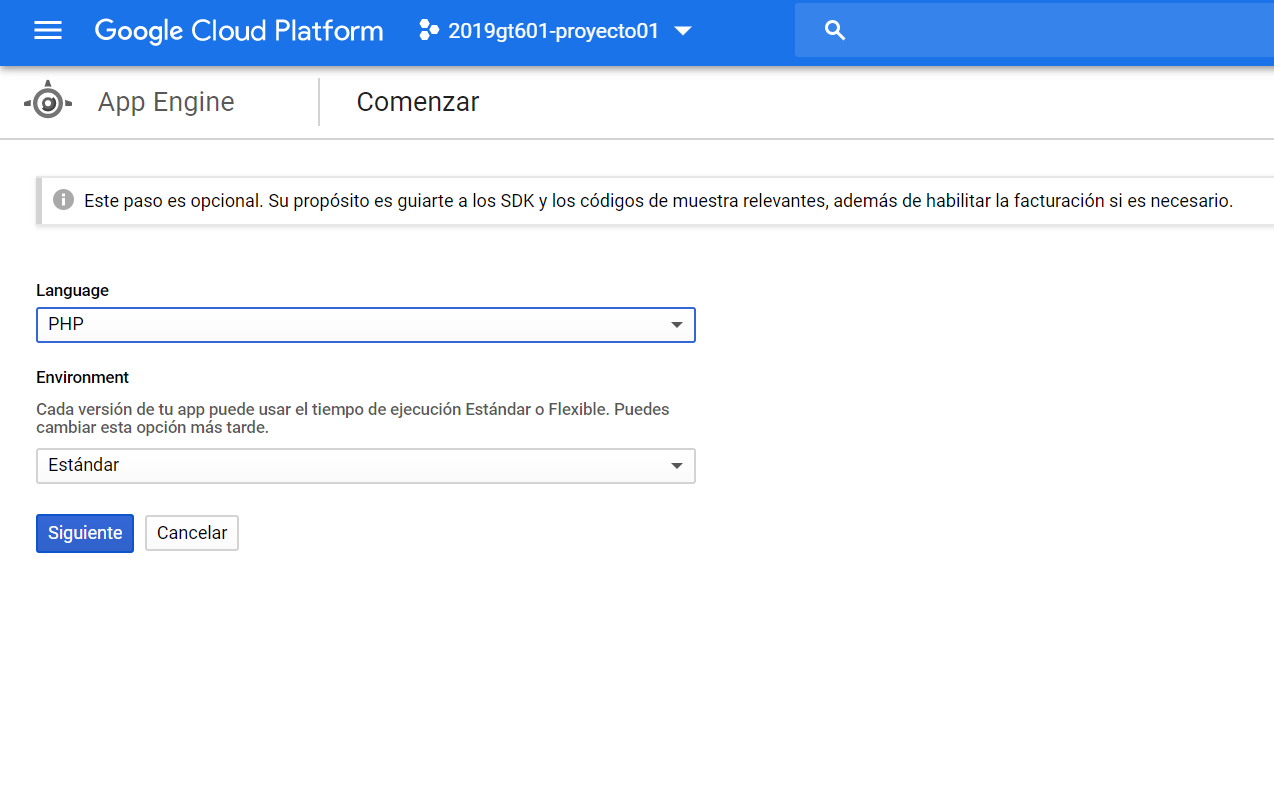 Google Cloud Platform 2019gt601-proyecto01
App Engine Comenzar
Este paso es opcional. Su propósito es guiarte a los SDK y los códigos de muestra relevantes, además de habilitar la facturación si es necesario.
Language
PHP
Environment
Cada versión de tu app puede usar el tiempo de ejecución Estándar o Flexible. Puedes
cambiar esta opción más tarde.
Estándar
Siguiente Cancelar